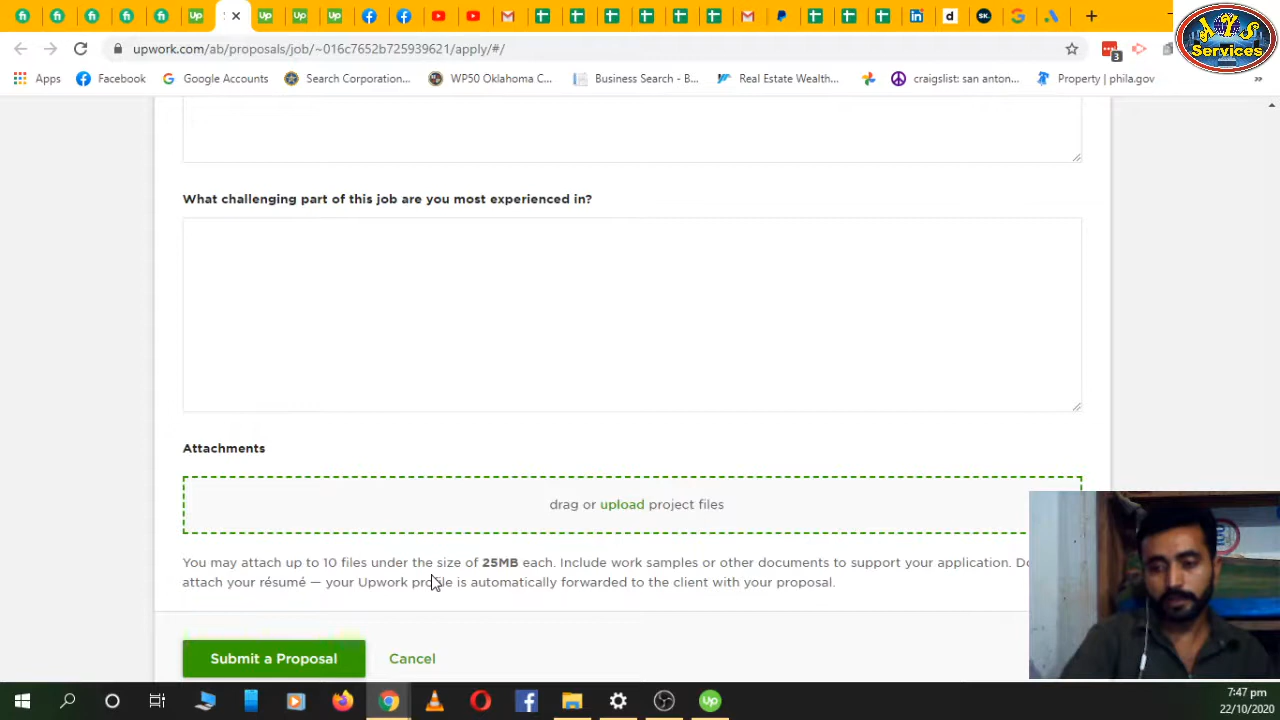 upwork.com/ab/proposals/job/~016c7652b725939621/apply/#/
AZS
Services
3
Apps
Facebook
Google Accounts
Search Corporation...
WP50 Oklahoma C...
Business Search - B...
Real Estate Wealth...
craigslist: san anton...
Property | phila.gov
»
What challenging part of this job are you most experienced in?
Attachments
drag or upload project files
You may attach up to 10 files under the size of 25MB each. Include work samples or other documents to support your application. Do
attach your résumé — your Upwork profile is automatically forwarded to the client with your proposal.
Submit a Proposal
Cancel
7:47 pm
22/10/2020